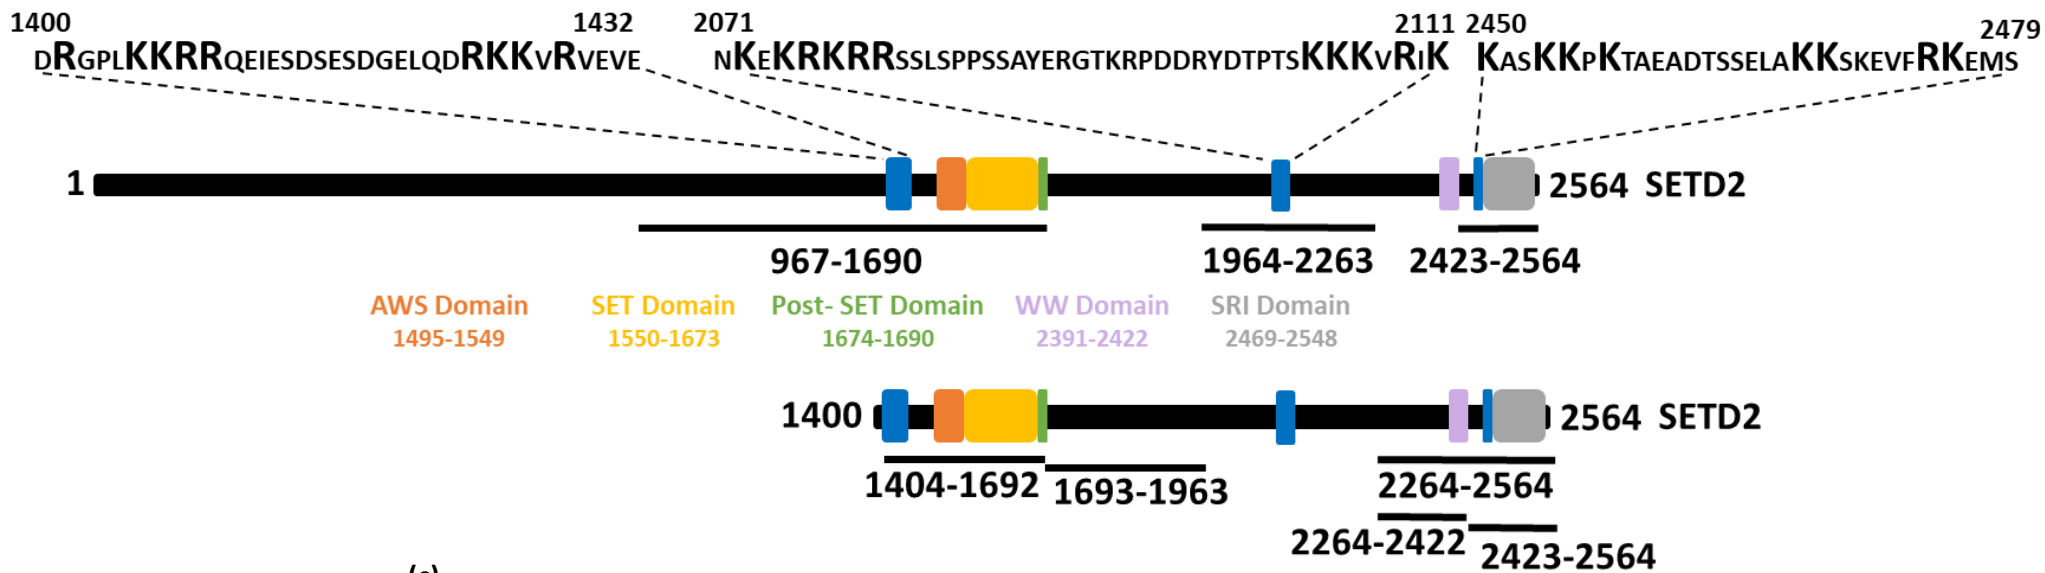 1400 1432 2071 2111 2450 2479
DRGPLKKRRQEIESDSESDGELQDRKKVRVEVE NKEKRKRRSSLSPPSSAYERGTKRPDDRYDTPTSKKKVRIK KASKKPKTAEADTSSELAKKSKEVFRKEMS
1 2564 SETD2
967-1690 1964-2263 2423-2564
AWS Domain SET Domain Post- SET Domain WW Domain SRI Domain
1495-1549 1550-1673 1674-1690 2391-2422 2469-2548
1400 2564 SETD2
1404-1692 1693-1963 2264-2564
2264-2422 2423-2564